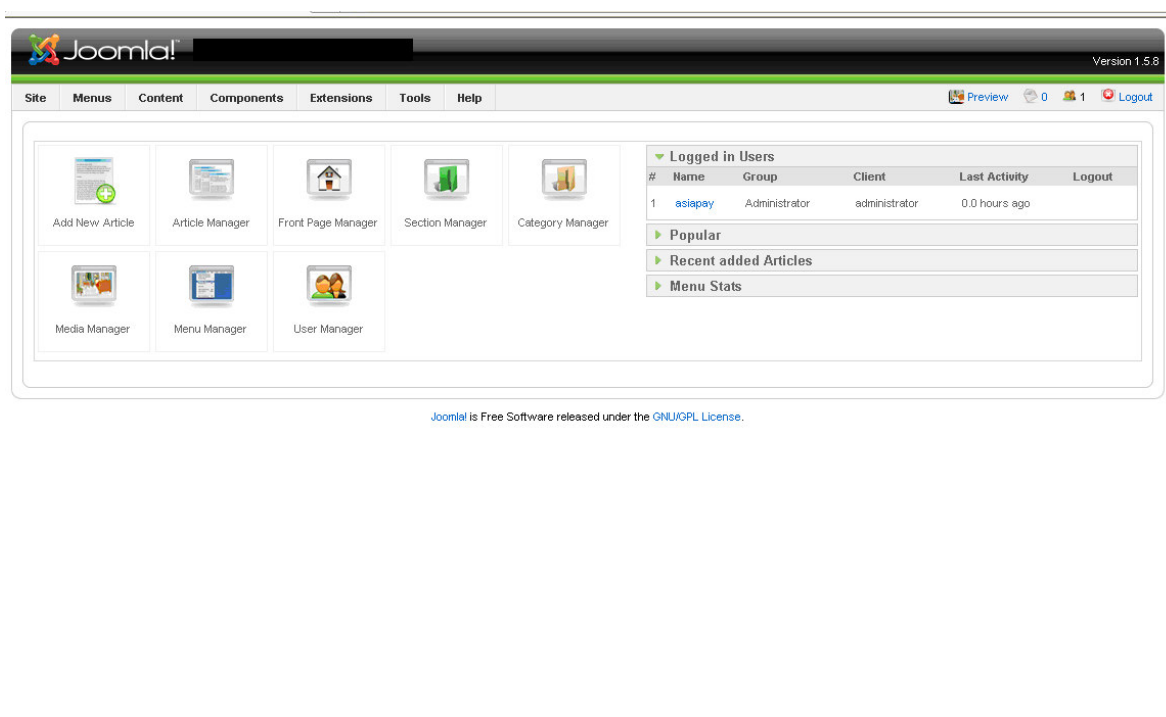 Joomla!
Version 1.5.8
Site Menus Content Components Extensions Tools Help Preview 0 1 Logout
Add New Article Article Manager Front Page Manager Section Manager Category Manager
Media Manager Menu Manager User Manager
Logged in Users
# Name Group Client Last Activity Logout
1 asiapay Administrator administrator 0.0 hours ago
Popular
Recent added Articles
Menu Stats
Joomla! is Free Software released under the GNU/GPL License.